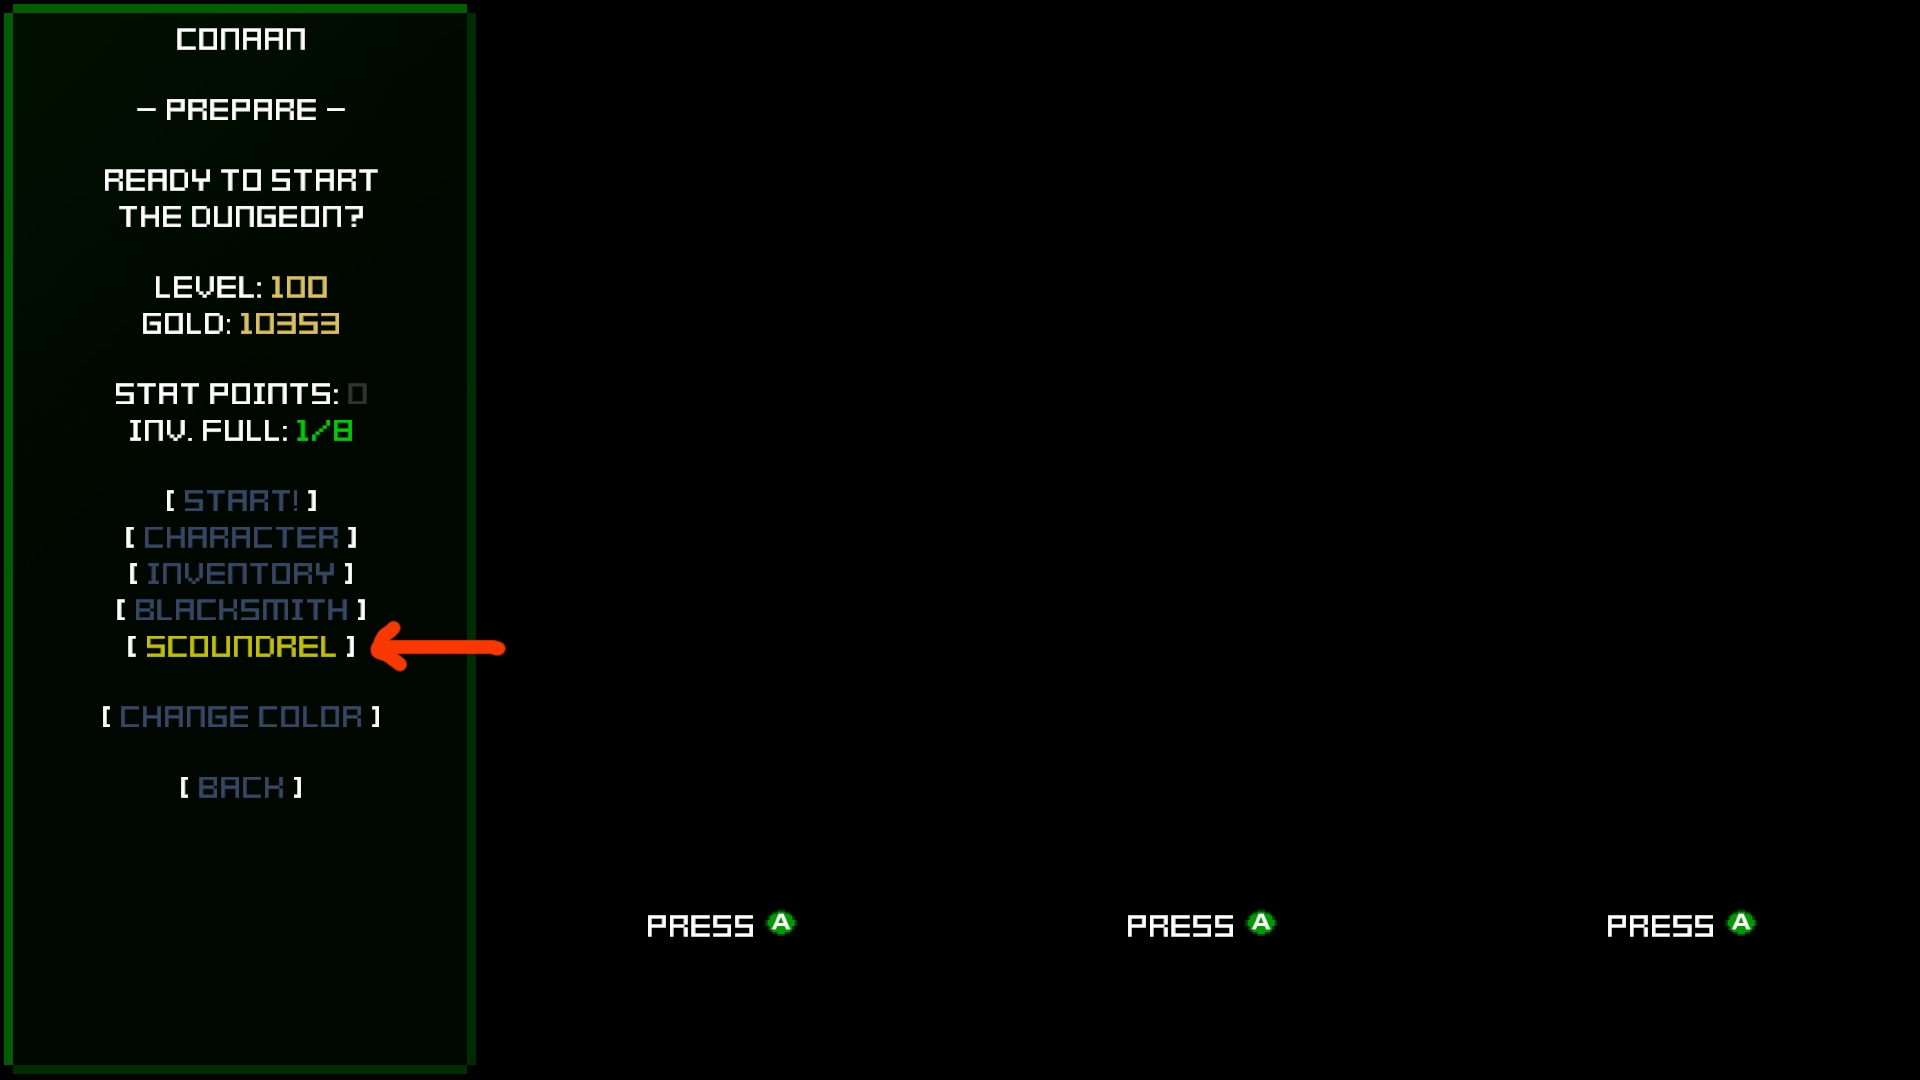 CONAAN
- PREPARE -
READY TO START
THE DUNGEON?
LEVEL: 100
GOLD: 10353
STAT POINTS: 0
INV. FULL: 1/8
[ START! ]
[ CHARACTER ]
[ INVENTORY ]
[ BLACKSMITH ]
[ SCOUNDREL ]
[ CHANGE COLOR ]
[ BACK ]
PRESS A
PRESS A
PRESS A